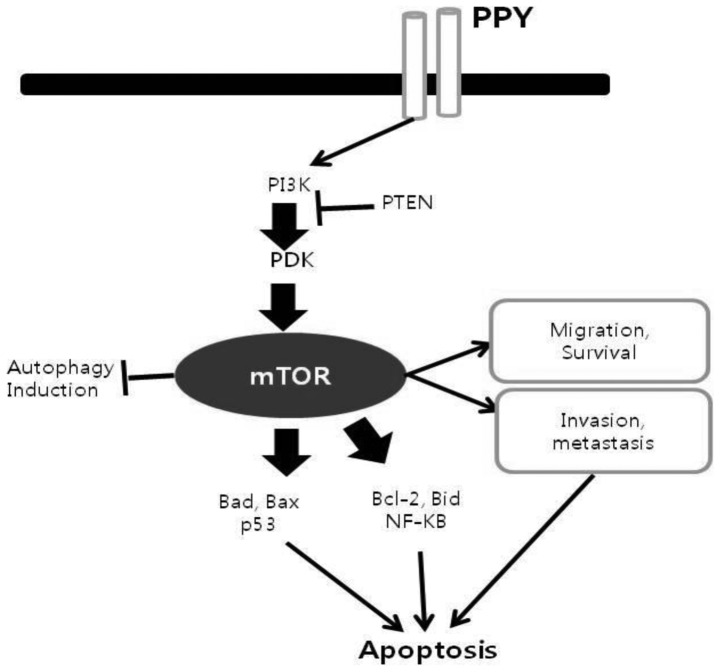 PPY
PI3K
PTEN
PDK
Autophagy
Induction
mTOR
Migration,
Survival
Invasion,
metastasis
Bad, Bax
p53
Bcl-2, Bid
NF-KB
Apoptosis